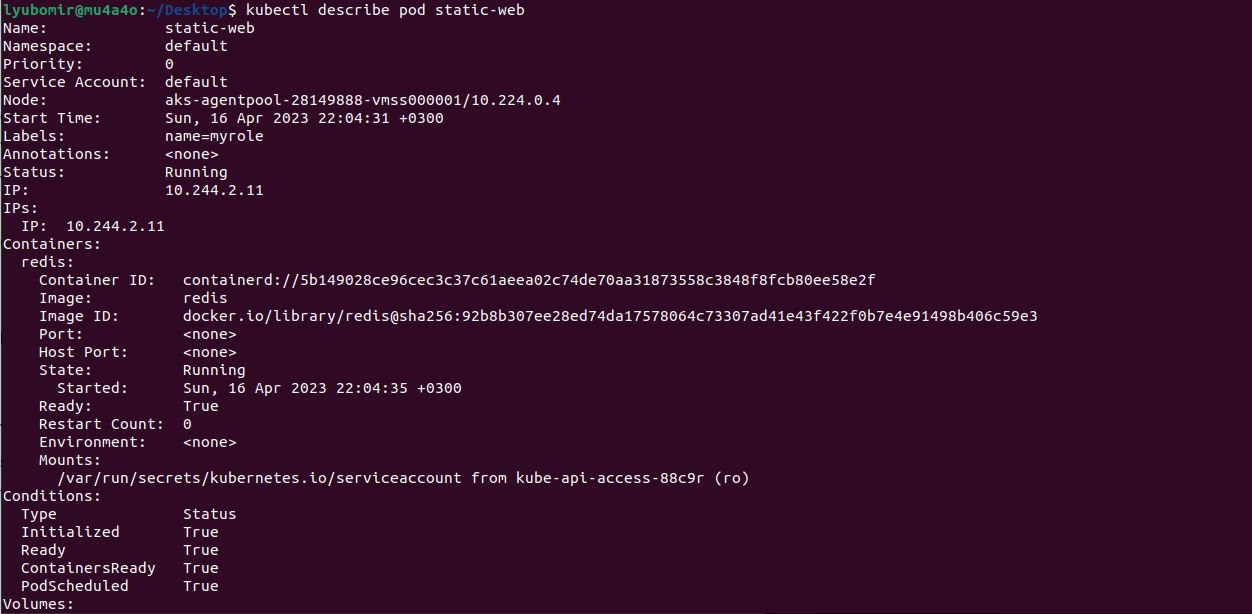 lyubomir@mu4a4o:~/Desktop$ kubectl describe pod static-web
Name:             static-web
Namespace:        default
Priority:         0
Service Account:  default
Node:             aks-agentpool-28149888-vmss000001/10.224.0.4
Start Time:       Sun, 16 Apr 2023 22:04:31 +0300
Labels:           name=myrole
Annotations:      <none>
Status:           Running
IP:               10.244.2.11
IPs:
  IP:  10.244.2.11
Containers:
  redis:
    Container ID:   containerd://5b149028ce96cec3c37c61aeea02c74de70aa31873558c3848f8fcb80ee58e2f
    Image:          redis
    Image ID:       docker.io/library/redis@sha256:92b8b307ee28ed74da17578064c73307ad41e43f422f0b7e4e91498b406c59e3
    Port:           <none>
    Host Port:      <none>
    State:          Running
      Started:      Sun, 16 Apr 2023 22:04:35 +0300
    Ready:          True
    Restart Count:  0
    Environment:    <none>
    Mounts:
      /var/run/secrets/kubernetes.io/serviceaccount from kube-api-access-88c9r (ro)
Conditions:
  Type              Status
  Initialized       True
  Ready             True
  ContainersReady   True
  PodScheduled      True
Volumes: